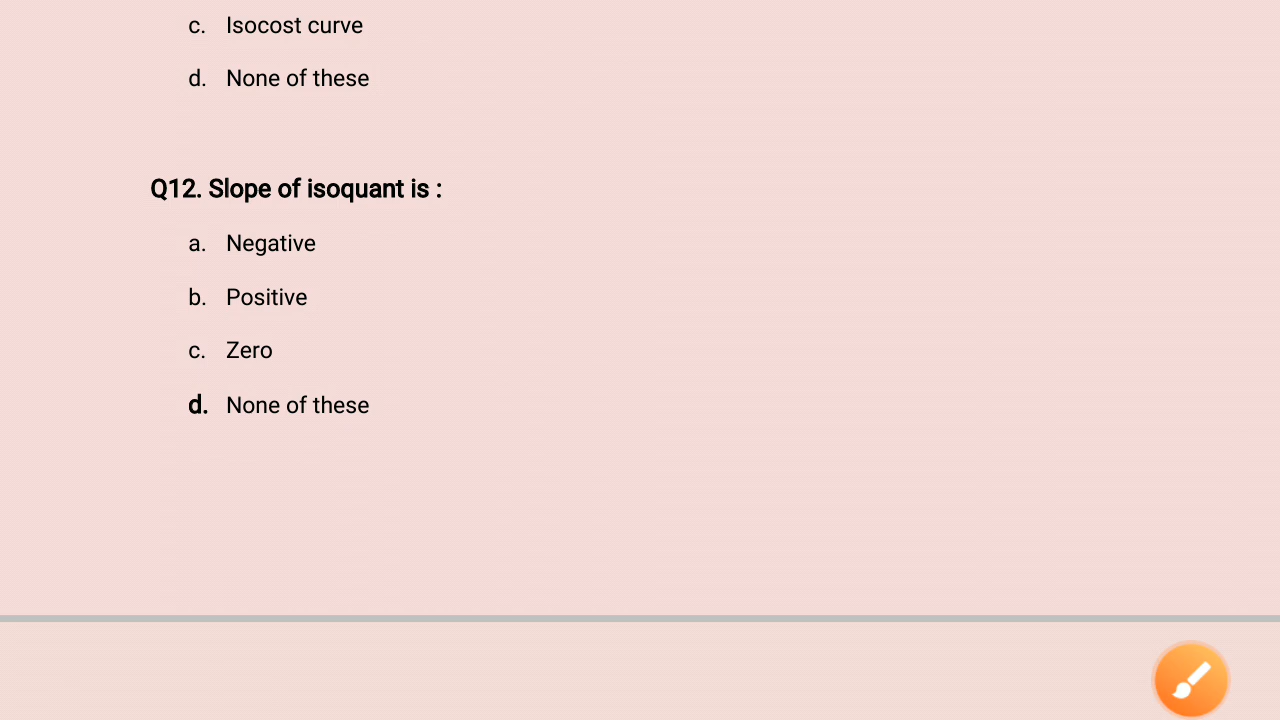 c. Isocost curve
d. None of these
Q12. Slope of isoquant is :
a. Negative
b. Positive
c. Zero
d. None of these